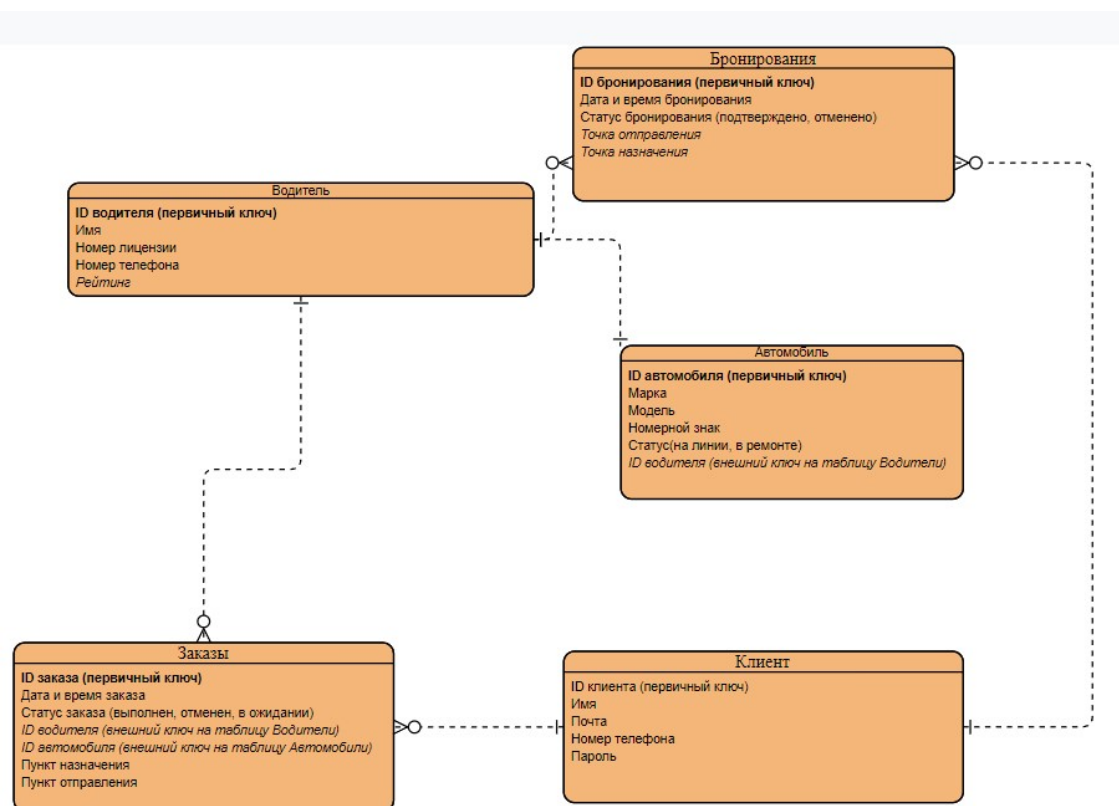 Бронирования
ID бронирования (первичный ключ)
Дата и время бронирования
Статус бронирования (подтверждено, отменено)
Точка отправления
Точка назначения
Водитель
ID водителя (первичный ключ)
Имя
Номер лицензии
Номер телефона
Рейтинг
Автомобиль
ID автомобиля (первичный ключ)
Марка
Модель
Номерной знак
Статус(на линии, в ремонте)
ID водителя (внешний ключ на таблицу Водители)
Заказы
ID заказа (первичный ключ)
Дата и время заказа
Статус заказа (выполнен, отменен, в ожидании)
ID водителя (внешний ключ на таблицу Водители)
ID автомобиля (внешний ключ на таблицу Автомобили)
Пункт назначения
Пункт отправления
Клиент
ID клиента (первичный ключ)
Имя
Почта
Номер телефона
Пароль